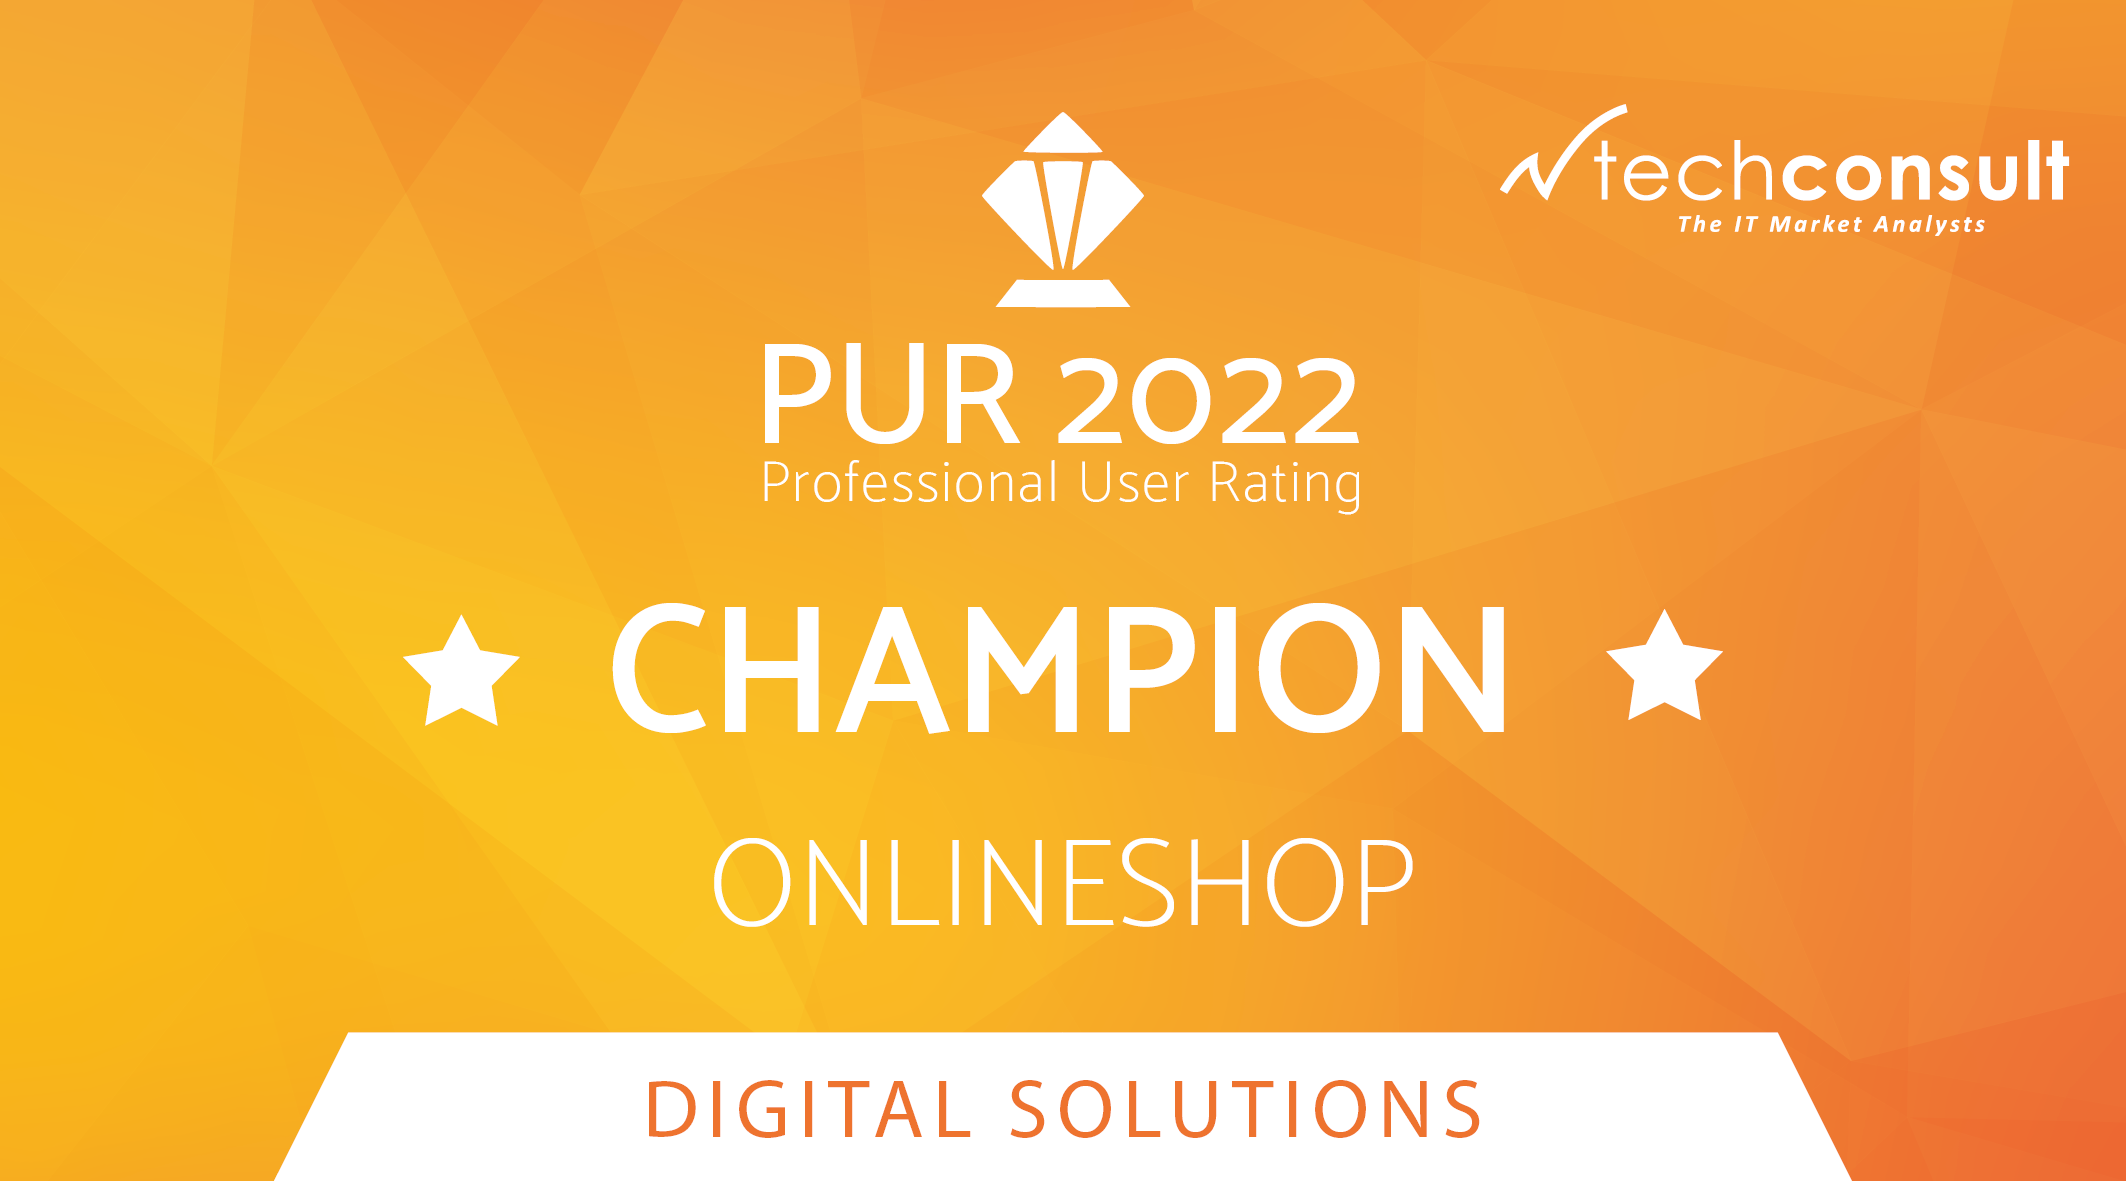 techconsult
The IT Market Analysts
PUR 2022
Professional User Rating
CHAMPION
ONLINESHOP
DIGITAL SOLUTIONS